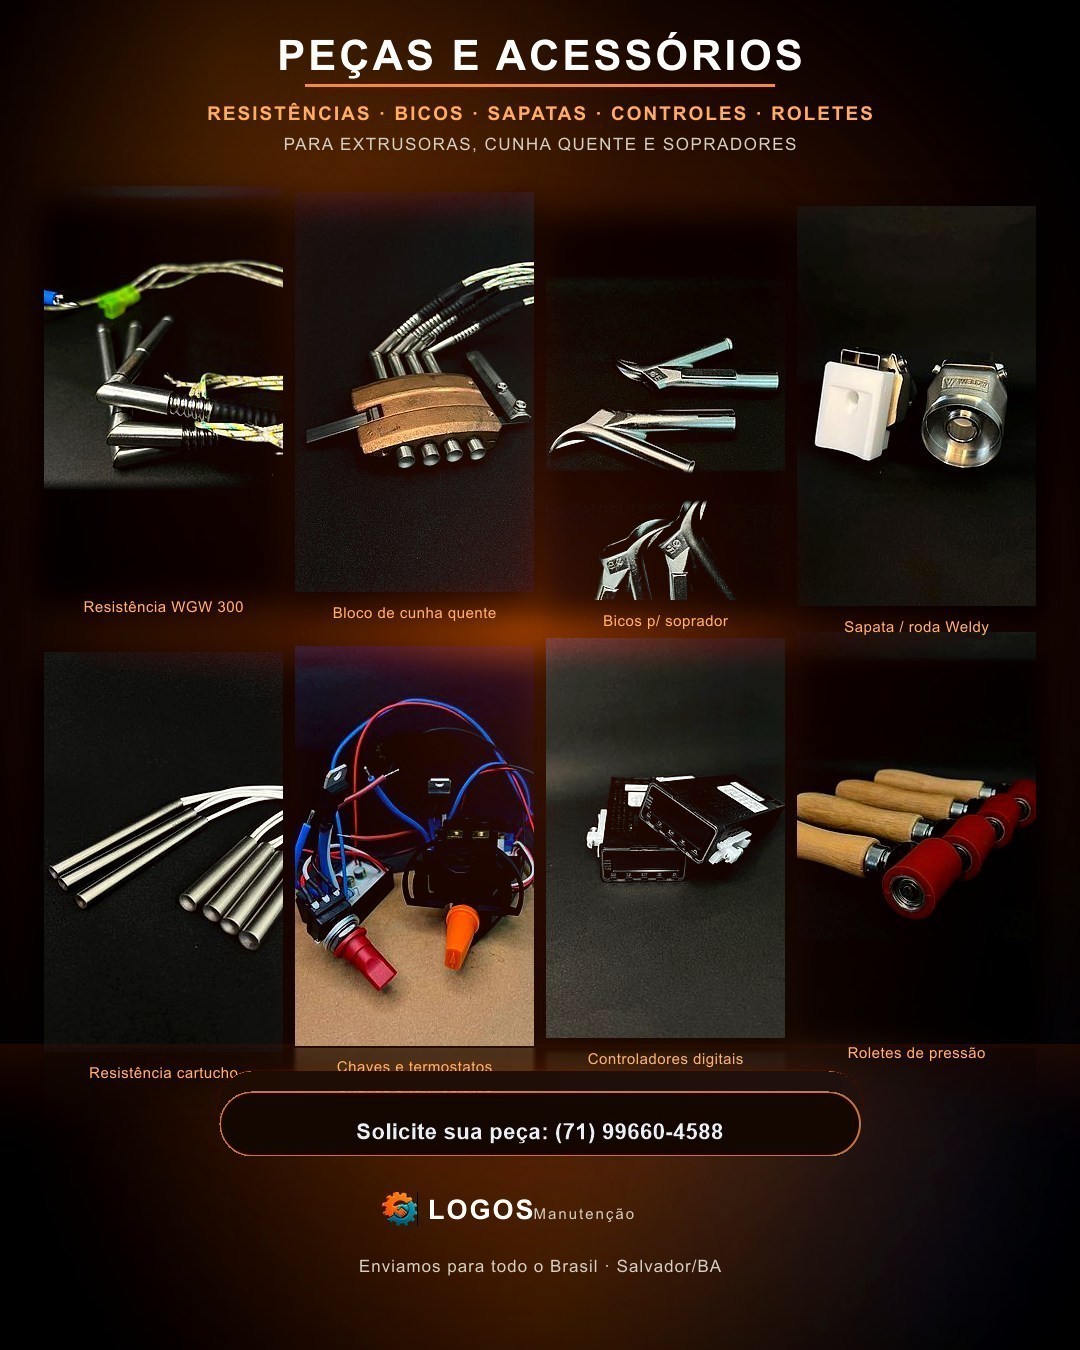 PEÇAS E ACESSÓRIOS
RESISTÊNCIAS · BICOS · SAPATAS · CONTROLES · ROLETES
PARA EXTRUSORAS, CUNHA QUENTE E SOPRADORES
WELDY
Resistência WGW 300
Bloco de cunha quente
Bicos p/ soprador
Sapata / roda Weldy
Resistência cartucho
Chaves e termostatos
Controladores digitais
Roletes de pressão
Solicite sua peça: (71) 99660-4588
LOGOS Manutenção
Enviamos para todo o Brasil · Salvador/BA